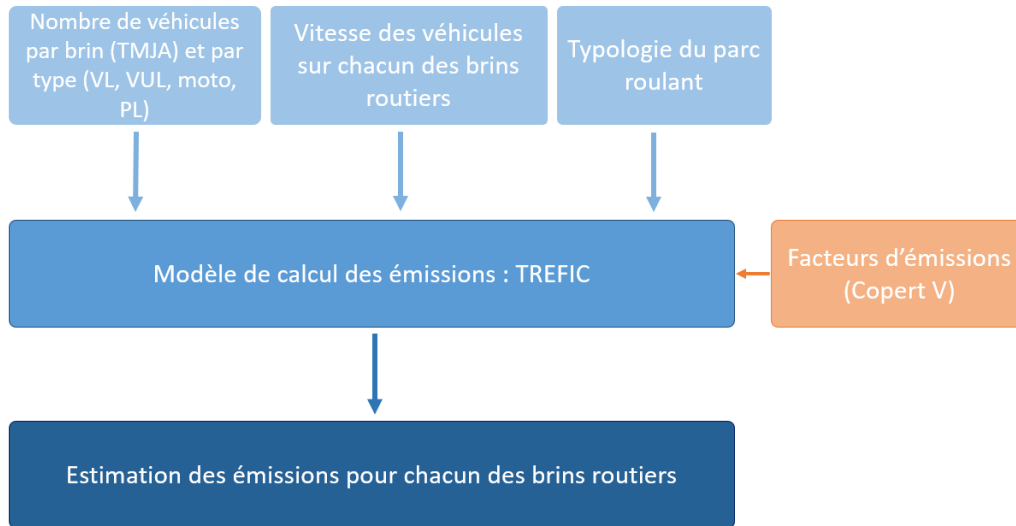 Nombre de véhicules
par brin (TMJA) et par
type (VL, VUL, moto,
PL)
Vitesse des véhicules
sur chacun des brins
routiers
Typologie du parc
roulant
Modèle de calcul des émissions : TREFIC
Facteurs d’émissions
(Copert V)
Estimation des émissions pour chacun des brins routiers